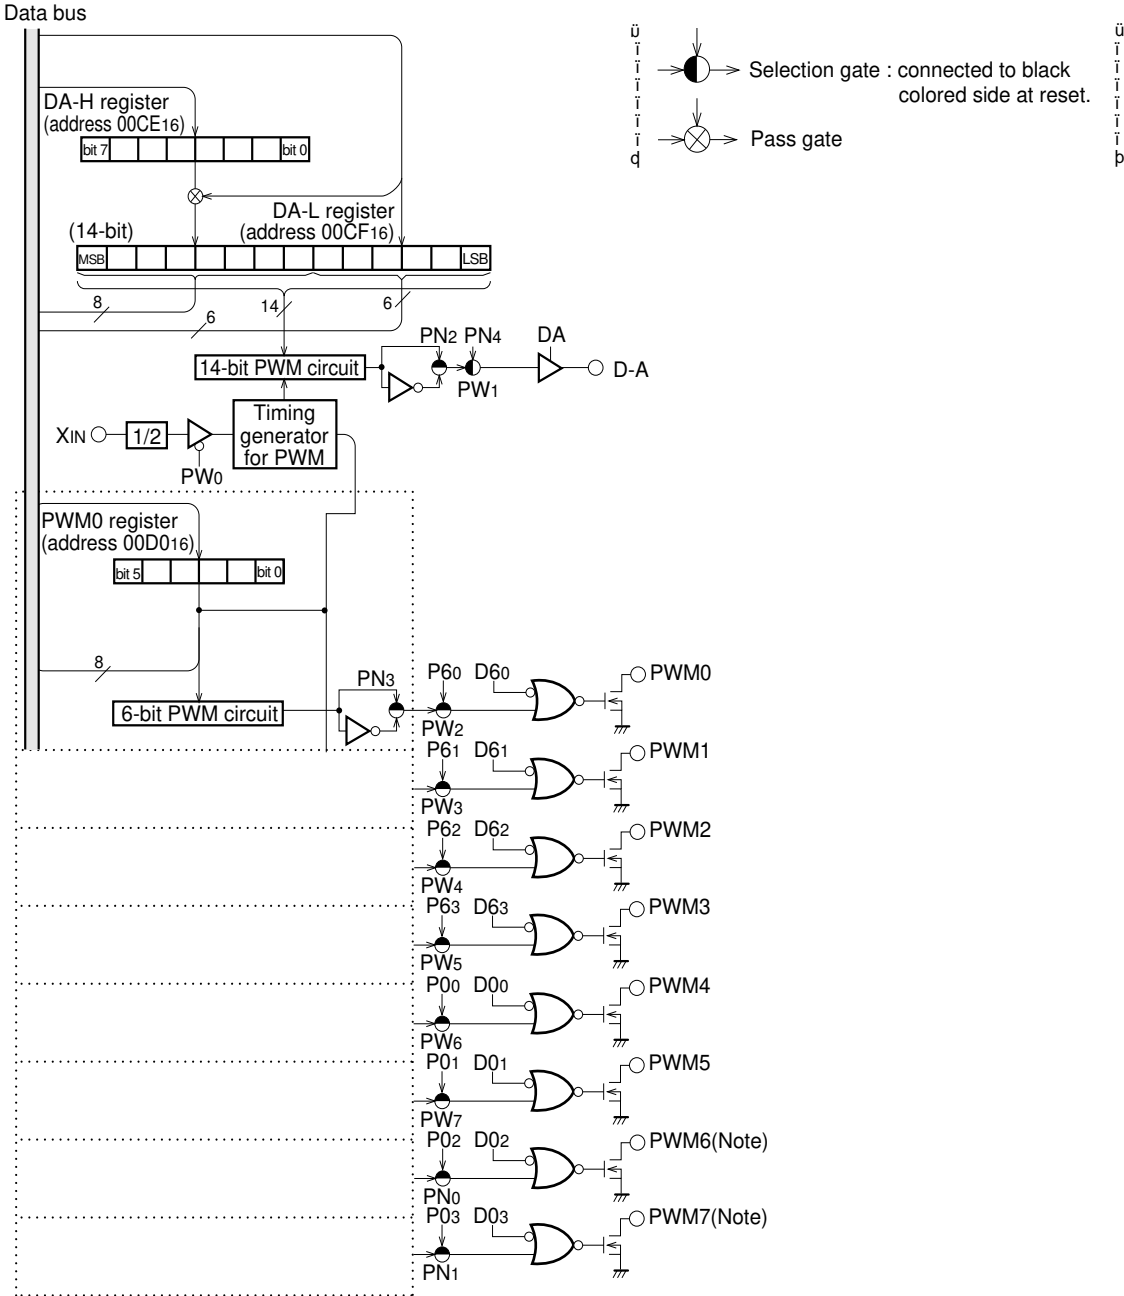 Data bus
ü ü
ï ï
ï ï
ï ï
ï ï
ï ï
ï ï
q þ
Selection gate : connected to black
colored side at reset.
Pass gate
DA-H register
(address 00CE16)
bit 7 bit 0
DA-L register
(14-bit) (address 00CF16)
MSB LSB
8 14 6
6
PN2 PN4 DA
14-bit PWM circuit D-A
PW1
Timing
XIN 1/2 generator
for PWM
PW0
PWM0 register
(address 00D016)
bit 5 bit 0
8
PN3 P60 D60 PWM0
6-bit PWM circuit
PW2
P61 D61 PWM1
PW3
P62 D62 PWM2
PW4
P63 D63 PWM3
PW5
P00 D00 PWM4
PW6
P01 D01 PWM5
PW7
P02 D02 PWM6(Note)
PN0
P03 D03 PWM7(Note)
PN1